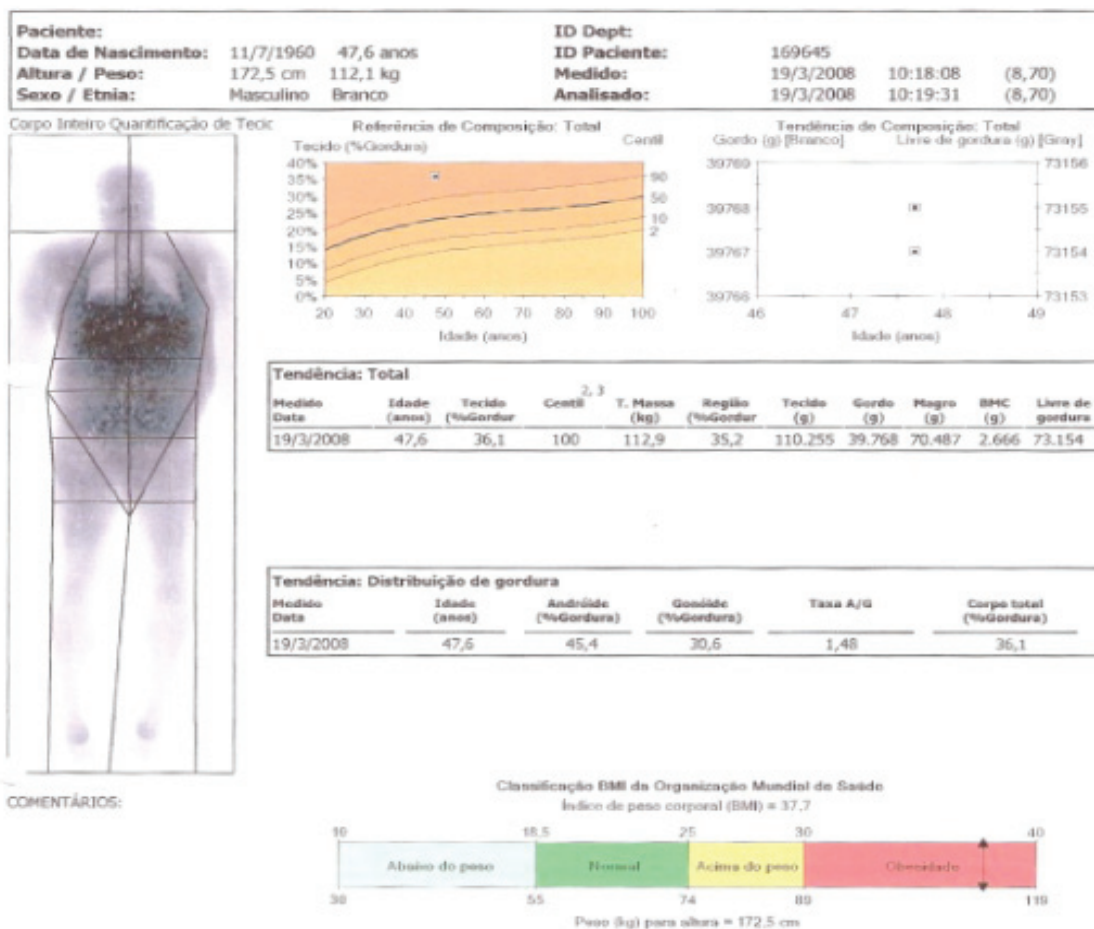 Paciente: ID Dept:
Data de Nascimento: 11/7/1960 47,6 anos ID Paciente: 169645
Altura / Peso: 172,5 cm 112,1 kg Medido: 19/3/2008 10:18:08 (8,70)
Sexo / Etnia: Masculino Branco Analisado: 19/3/2008 10:19:31 (8,70)
Corpo Inteiro Quantificação de Tecic
Referência de Composição: Total
Tecido (%Gordura) Centil
40%
35%
30%
25%
20%
15%
10%
5%
0%
90
50
10
2
20 30 40 50 60 70 80 90 100
Idade (anos)
Tendência de Composição: Total
Gordo (g) [Branco] Livre de gordura (g) [Gray]
39769 73156
39768 73155
39767 73154
39766 73153
46 47 48 49
Idade (anos)
Tendência: Total
2, 3
Medido Idade Tecido Centil T. Massa Região Tecido Gordo Magro BMC Livre de
Data (anos) (%Gordur (kg) (%Gordur (g) (g) (g) (g) gordura
19/3/2008 47,6 36,1 100 112,9 35,2 110.255 39.768 70.487 2.666 73.154
Tendência: Distribuição de gordura
Medido Idade Andróide Ginóide Taxa A/G Corpo total
Data (anos) (%Gordura) (%Gordura) (%Gordura)
19/3/2008 47,6 45,4 30,6 1,48 36,1
COMENTÁRIOS:
Classificação BMI da Organização Mundial de Saúde
Índice de peso corporal (BMI) = 37,7
10 18,5 25 30 40
Abaixo do peso Normal Acima do peso Obesidade
30 55 74 89 119
Peso (kg) para altura = 172,5 cm